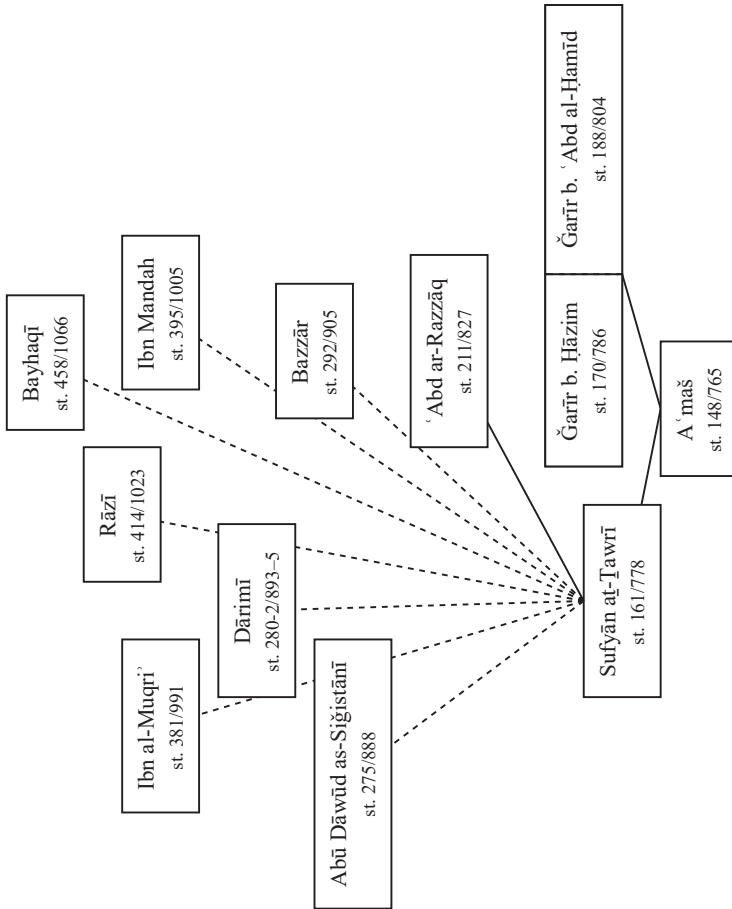 Bayhaqī
st. 458/1066
Rāzī
st. 414/1023
Ibn al-Muqriʾ
st. 381/991
Ibn Mandah
st. 395/1005
Dārimī
st. 280-2/893–5
Bazzār
st. 292/905
Abū Dāwūd as-Siğistānī
st. 275/888
ʿAbd ar-Razzāq
st. 211/827
Sufyān aṯ-Ṯawrī
st. 161/778
Ğarīr b. Ḥāzim
st. 170/786
Ğarīr b. ʿAbd al-Ḥamīd
st. 188/804
Aʿmaš
st. 148/765